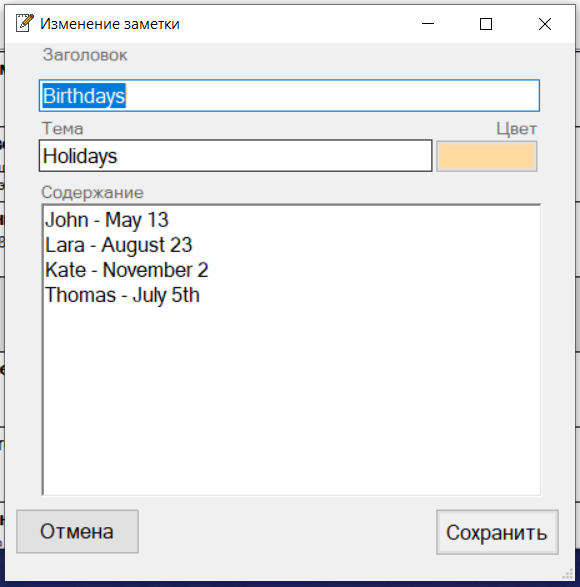 Изменение заметки
Заголовок
Birthdays
Тема Цвет
Holidays
Содержание
John - May 13
Lara - August 23
Kate - November 2
Thomas - July 5th
Отмена Сохранить